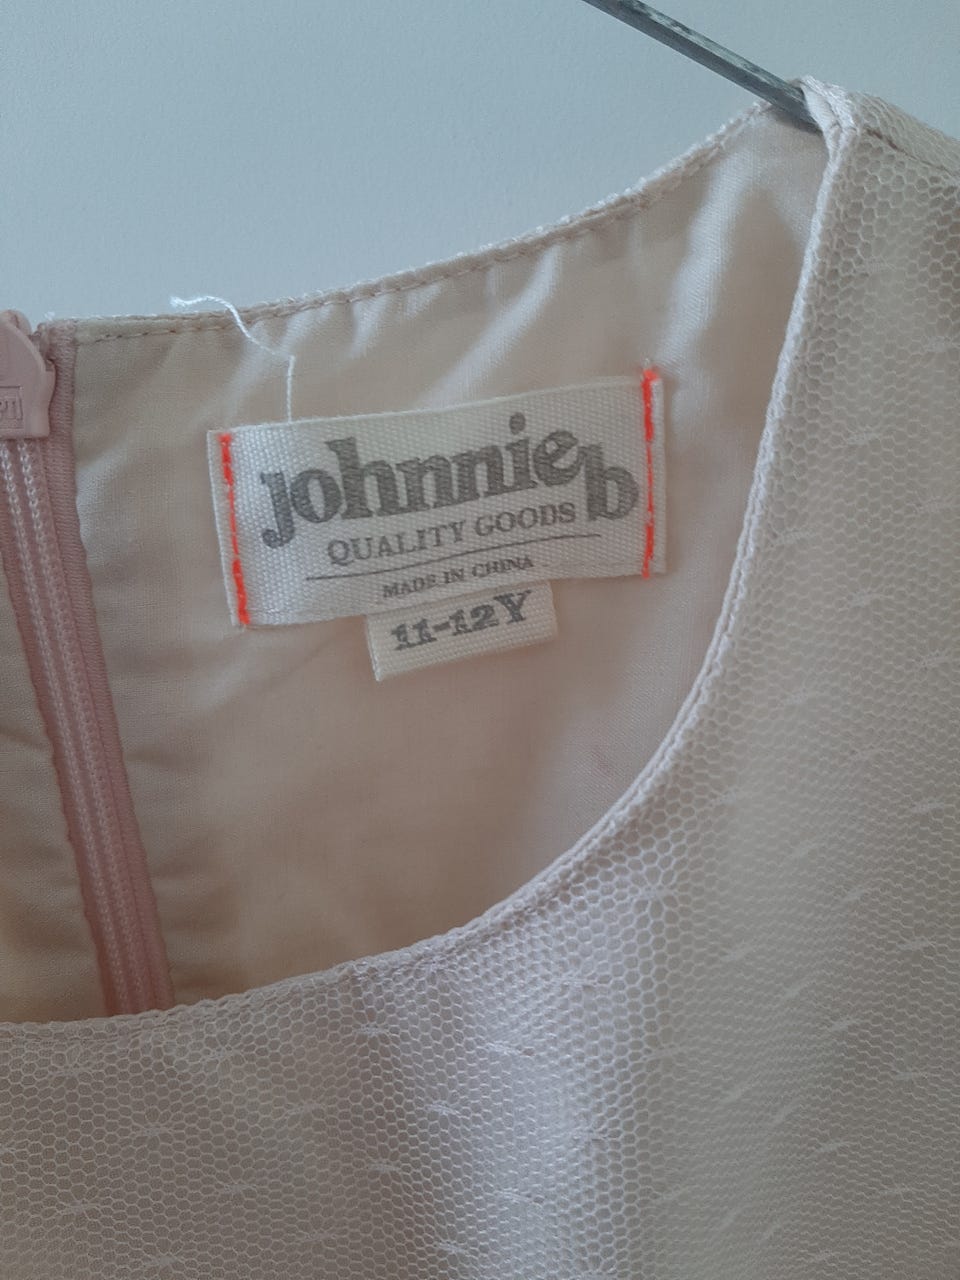 johnnie b
QUALITY GOODS
MADE IN CHINA
11-12Y